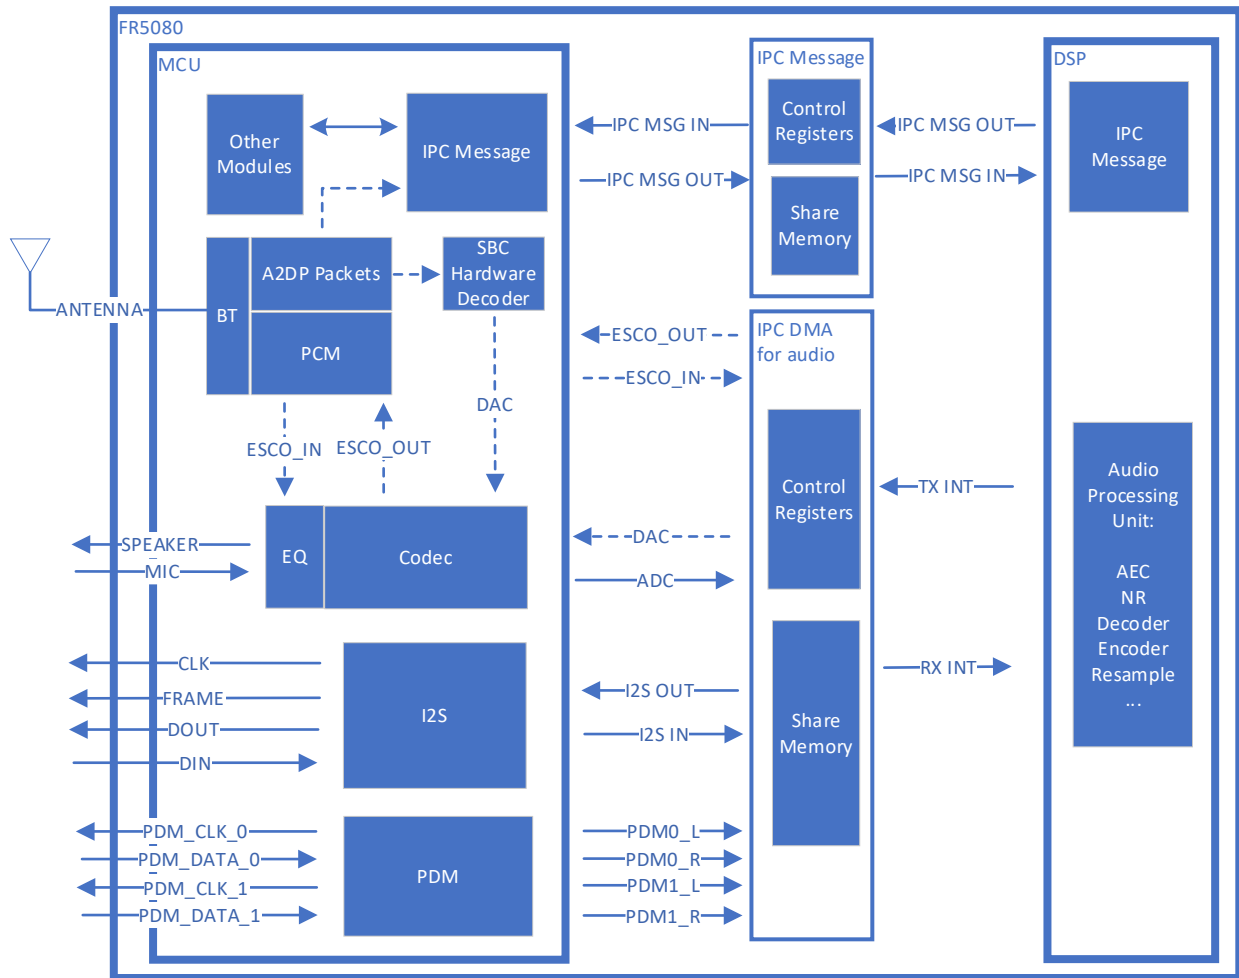 FR5080
MCU
Other
Modules
IPC Message
BT
A2DP Packets
PCM
SBC
Hardware
Decoder
ANTENNA
ESCO_IN
ESCO_OUT
DAC
EQ
Codec
SPEAKER
MIC
CLK
FRAME
DOUT
DIN
I2S
PDM_CLK_0
PDM_DATA_0
PDM_CLK_1
PDM_DATA_1
PDM
IPC MSG IN
IPC MSG OUT
ESCO_OUT
ESCO_IN
DAC
ADC
I2S OUT
I2S IN
PDM0_L
PDM0_R
PDM1_L
PDM1_R
IPC Message
Control
Registers
Share
Memory
IPC DMA
for audio
Control
Registers
Share
Memory
IPC MSG OUT
IPC MSG IN
TX INT
RX INT
DSP
IPC
Message
Audio
Processing
Unit:
AEC
NR
Decoder
Encoder
Resample
...